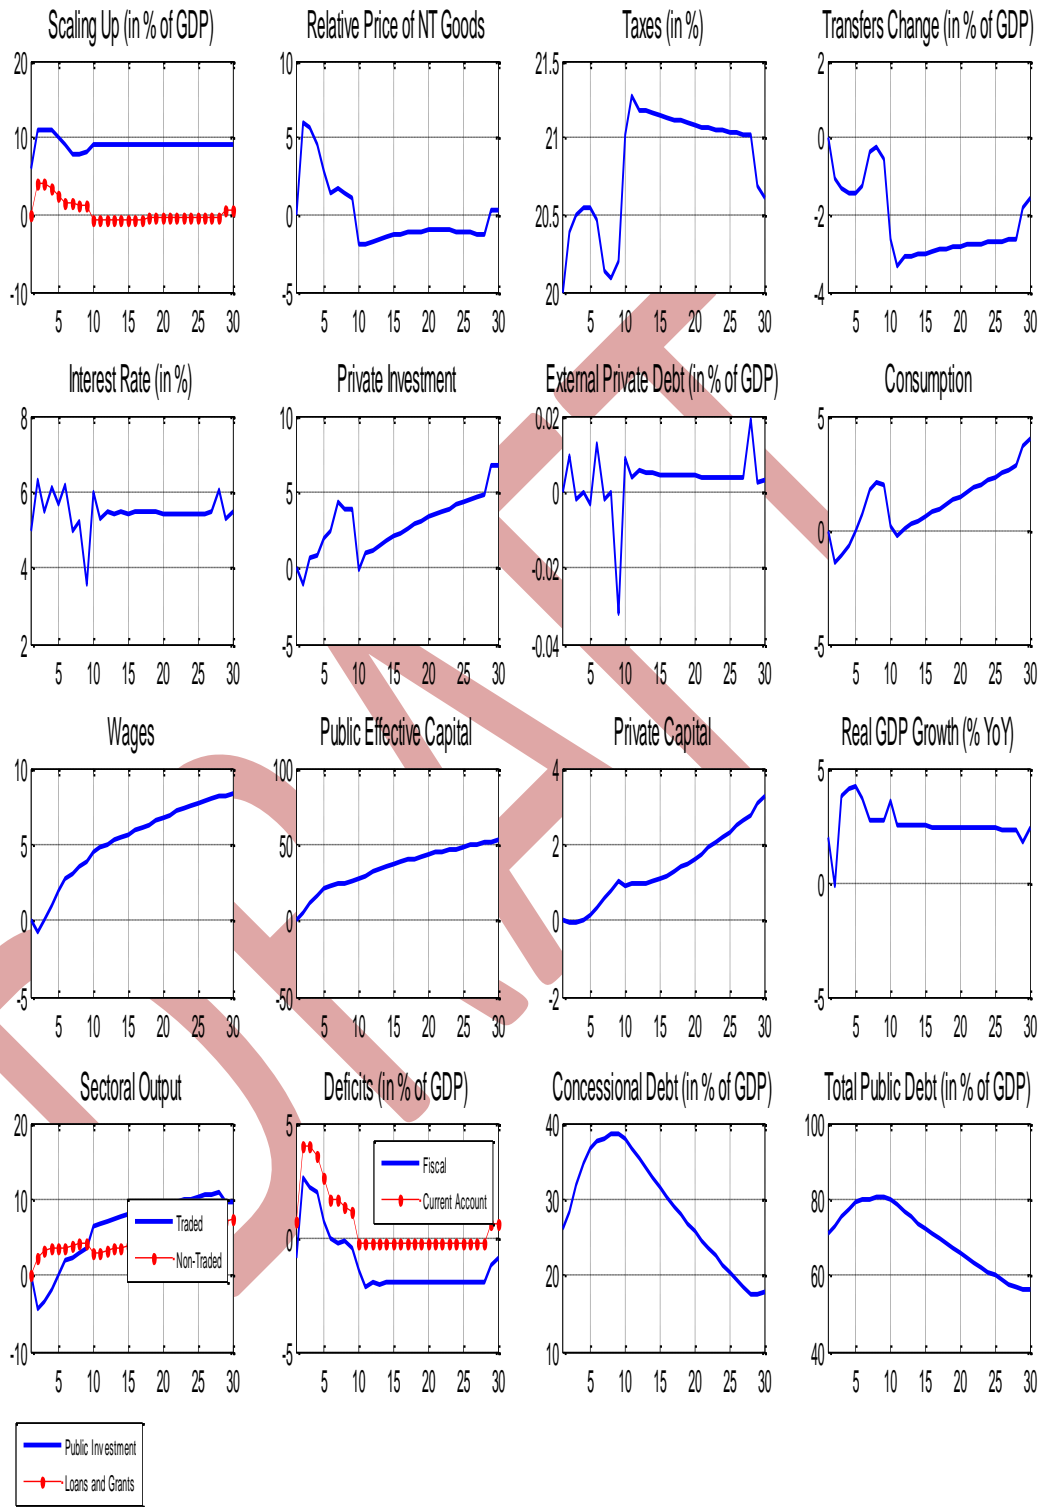 Scaling Up (in % of GDP) Relative Price of NT Goods Taxes (in %) Transfers Change (in % of GDP)
20 10 21.5 2
10 5 21 0
0 0 20.5 -2
-10 -5 20 -4
5 10 15 20 25 30 5 10 15 20 25 30 5 10 15 20 25 30 5 10 15 20 25 30
Interest Rate (in %) Private Investment External Private Debt (in % of GDP) Consumption
8 10 0.02 5
6 5 0
4 0 -0.02 0
2 -5 -0.04 -5
5 10 15 20 25 30 5 10 15 20 25 30 5 10 15 20 25 30 5 10 15 20 25 30
Wages Public Effective Capital Private Capital Real GDP Growth (% YoY)
10 100 4 5
5 50 2
0 0 0 0
-5 -50 -2 -5
5 10 15 20 25 30 5 10 15 20 25 30 5 10 15 20 25 30 5 10 15 20 25 30
Sectoral Output Deficits (in % of GDP) Concessional Debt (in % of GDP) Total Public Debt (in % of GDP)
20 5 40 100
Fiscal
10 Current Account 30 80
Traded
0 0 20 60
Non-Traded
-10 -5 10 40
5 10 15 20 25 30 5 10 15 20 25 30 5 10 15 20 25 30 5 10 15 20 25 30
Public Investment
Loans and Grants
DRAFT